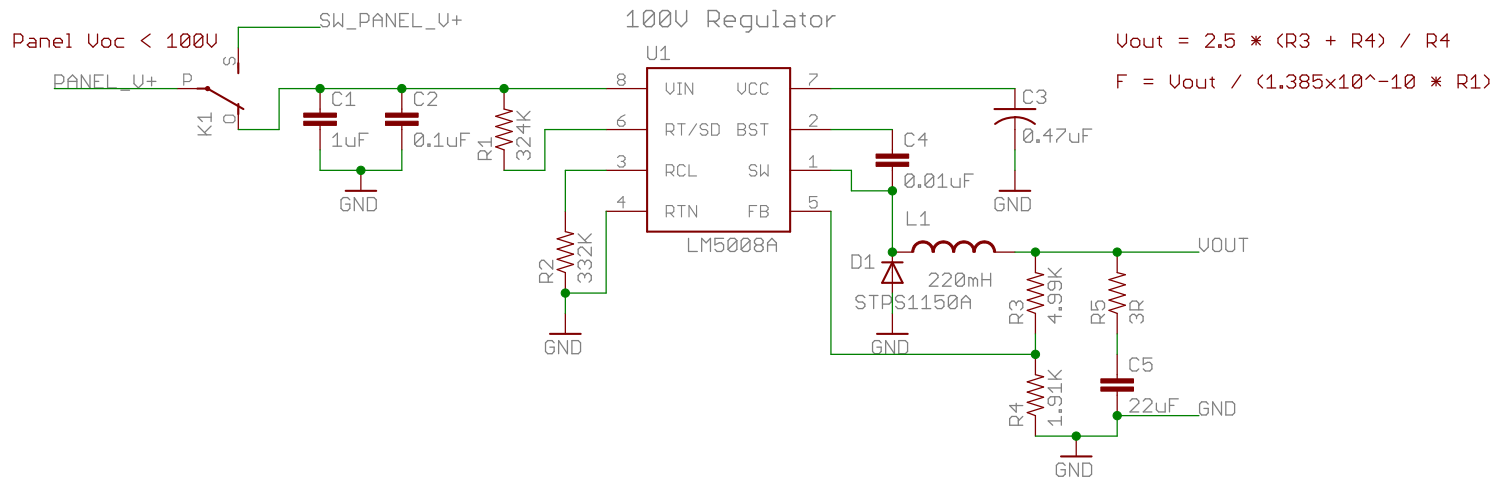 SW_PANEL_V+
100V Regulator
Panel Voc < 100V
Vout = 2.5 * (R3 + R4) / R4
F = Vout / (1.385x10^-10 * R1)
PANEL_V+
P
S
O
K1
C1
1uF
C2
0.1uF
GND
R1
324K
U1
8
VIN
VCC
7
6
RT/SD
BST
2
3
RCL
SW
1
4
RTN
FB
5
LM5008A
C3
0.47uF
GND
C4
0.01uF
R2
332K
GND
L1
220mH
D1
STPS1150A
GND
VOUT
R3
4.99K
R5
3R
R4
1.91K
C5
22uF
GND
GND